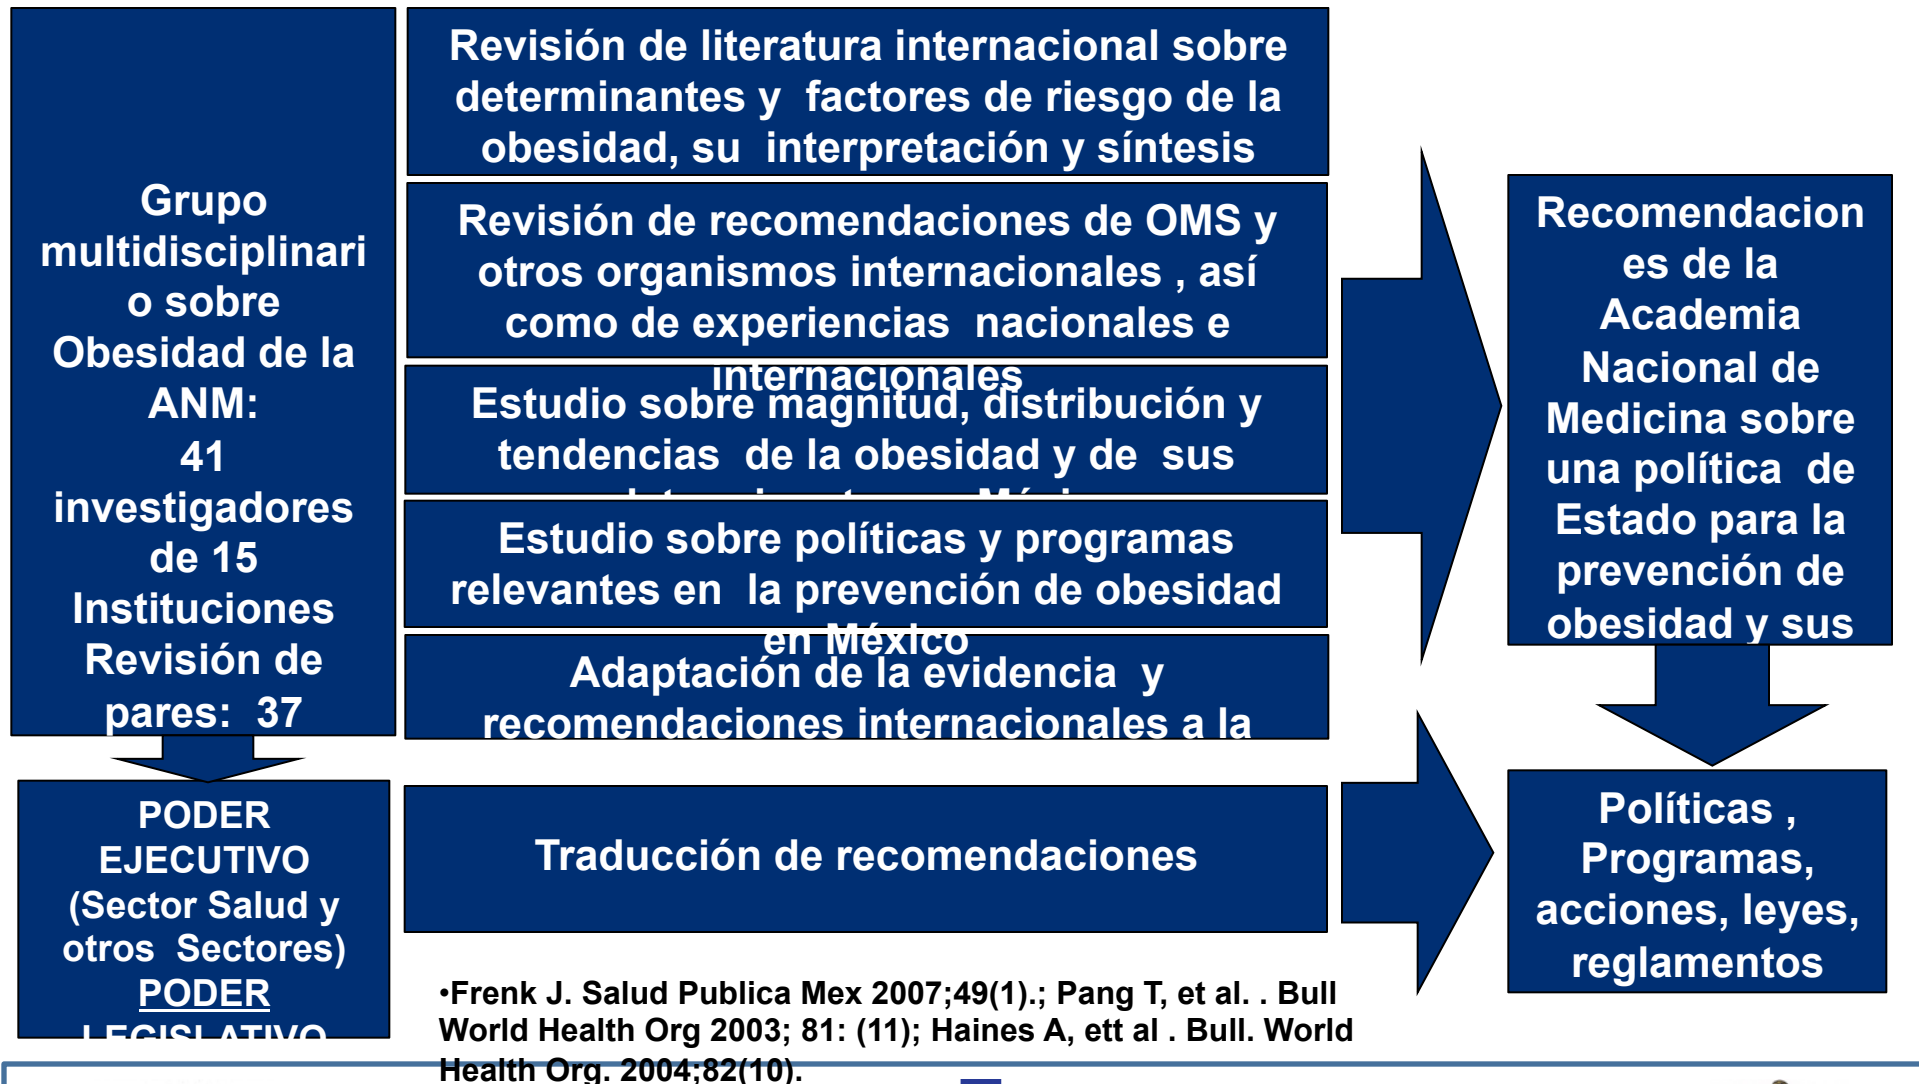 Grupo
multidisciplinari
o sobre
Obesidad de la
ANM:
41
investigadores
de 15
Instituciones
Revisión de
pares:  37
PODER
EJECUTIVO
(Sector Salud y
otros  Sectores)
PODER
LEGISLATIVO
Revisión de literatura internacional sobre
determinantes y  factores de riesgo de la
obesidad, su  interpretación y síntesis
Revisión de recomendaciones de OMS y
otros organismos internacionales , así
como de experiencias  nacionales e
internacionales
Estudio sobre magnitud, distribución y
tendencias  de la obesidad y de  sus
Estudio sobre políticas y programas
relevantes en  la prevención de obesidad
en México
Adaptación de la evidencia  y
recomendaciones internacionales a la
Traducción de recomendaciones
•Frenk J. Salud Publica Mex 2007;49(1).; Pang T, et al. . Bull
World Health Org 2003; 81: (11); Haines A, ett al . Bull. World
Health Org. 2004;82(10).
Recomendacion
es de la
Academia
Nacional de
Medicina sobre
una política  de
Estado para la
prevención de
obesidad y sus
Políticas ,
Programas,
acciones, leyes,
reglamentos